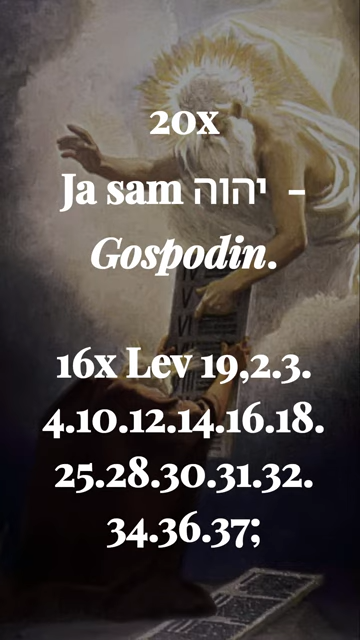 20x
Ja sam יהוה –
Gospodin.
16x Lev 19,2.3.
4.10.12.14.16.18.
25.28.30.31.32.
34.36.37;